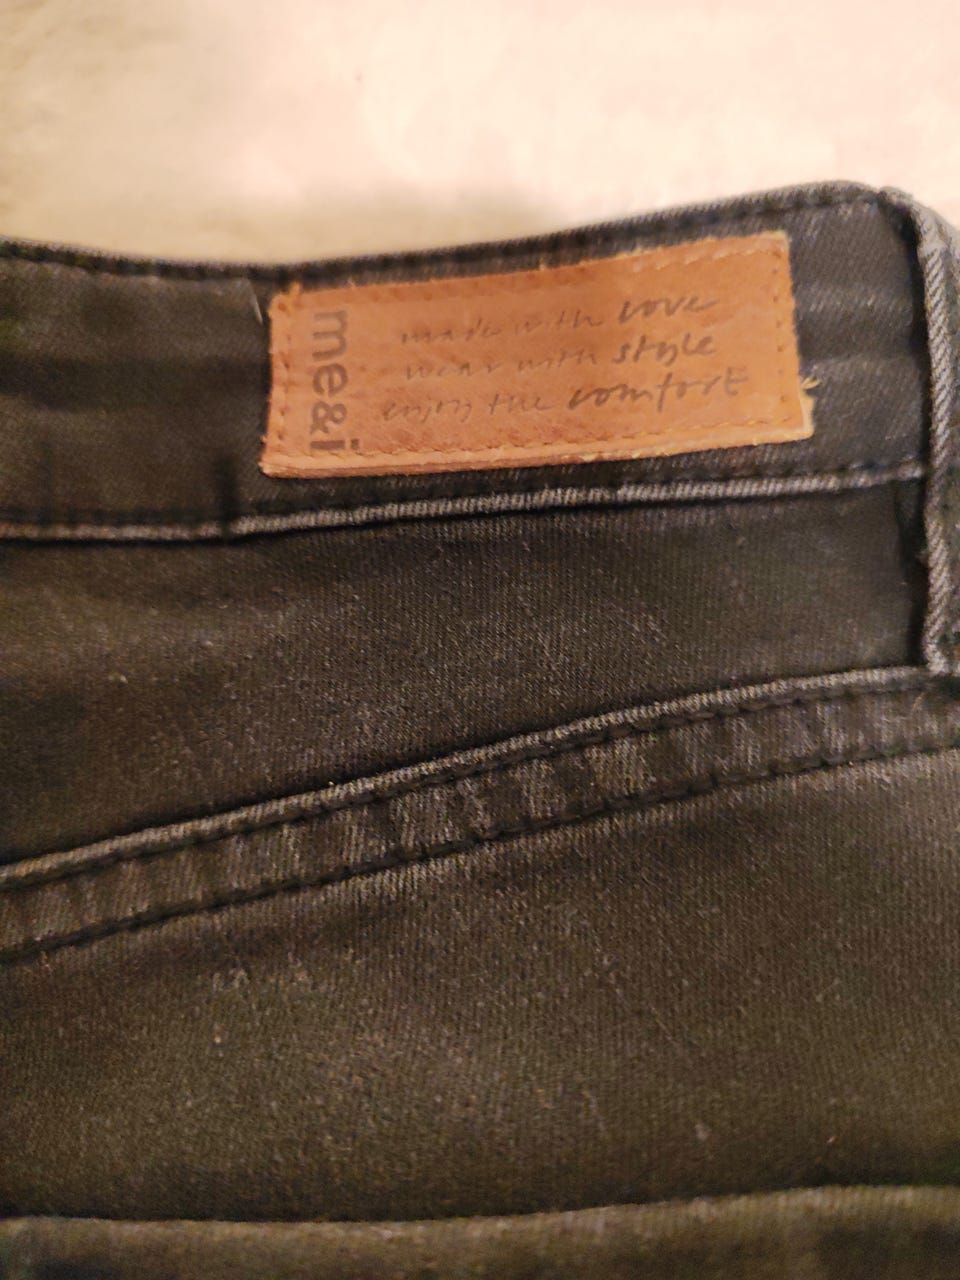 me&i
made with love
wear with style
enjoy the comfort